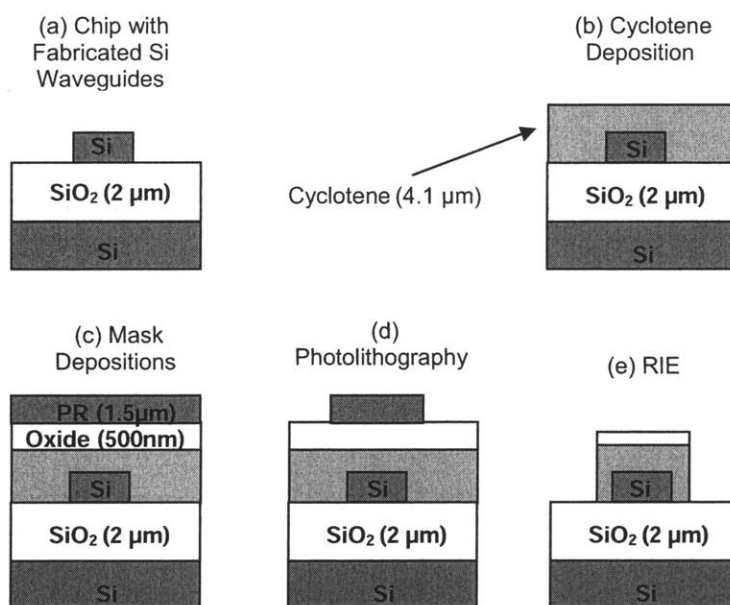 (a) Chip with
Fabricated Si
Waveguides
Si
SiO₂ (2 µm)
Si
(b) Cyclotene
Deposition
Cyclotene (4.1 µm)
Si
SiO₂ (2 µm)
Si
(c) Mask
Depositions
PR (1.5µm)
Oxide (500nm)
Si
SiO₂ (2 µm)
Si
(d)
Photolithography
Si
SiO₂ (2 µm)
Si
(e) RIE
Si
SiO₂ (2 µm)
Si